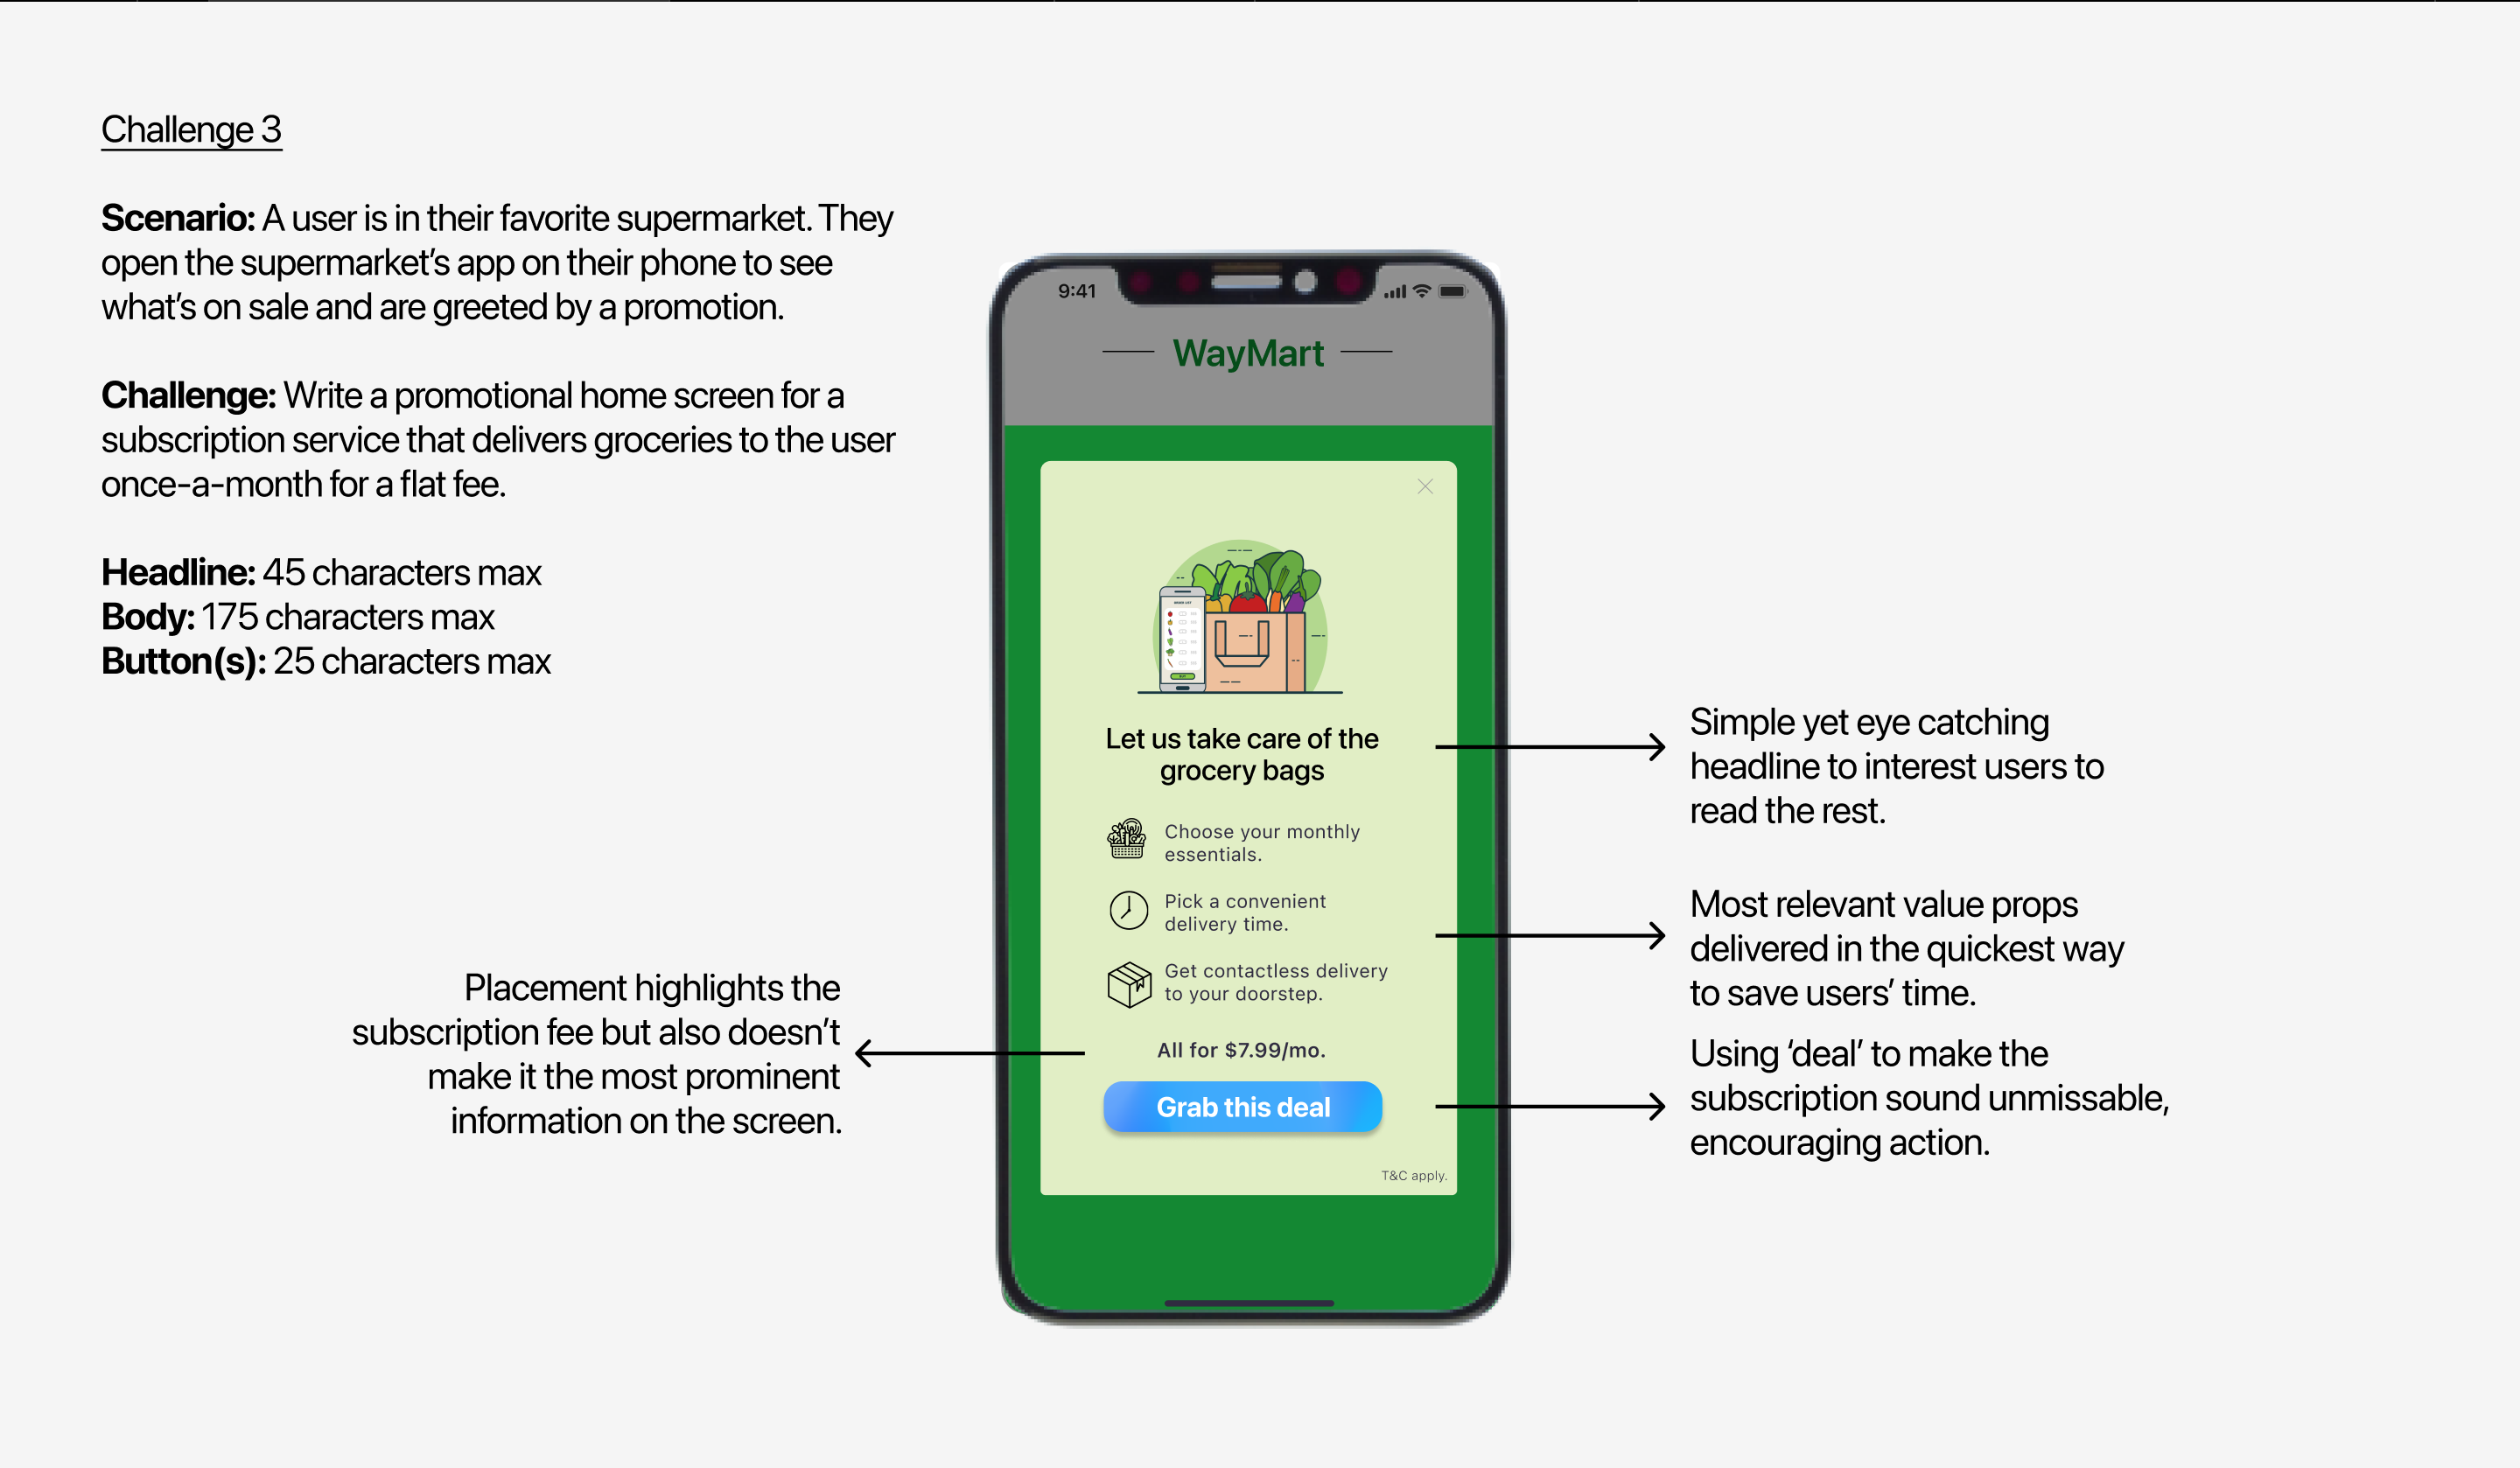 Challenge 3
Scenario: A user is in their favorite supermarket. They
open the supermarket’s app on their phone to see
what’s on sale and are greeted by a promotion.
Challenge: Write a promotional home screen for a
subscription service that delivers groceries to the user
once-a-month for a flat fee.
Headline: 45 characters max
Body: 175 characters max
Button(s): 25 characters max
9:41
WayMart
Let us take care of the
grocery bags
Choose your monthly
essentials.
Pick a convenient
delivery time.
Get contactless delivery
to your doorstep.
All for $7.99/mo.
Grab this deal
T&C apply.
Simple yet eye catching
headline to interest users to
read the rest.
Most relevant value props
delivered in the quickest way
to save users’ time.
Placement highlights the
subscription fee but also doesn’t
make it the most prominent
information on the screen.
Using ‘deal’ to make the
subscription sound unmissable,
encouraging action.